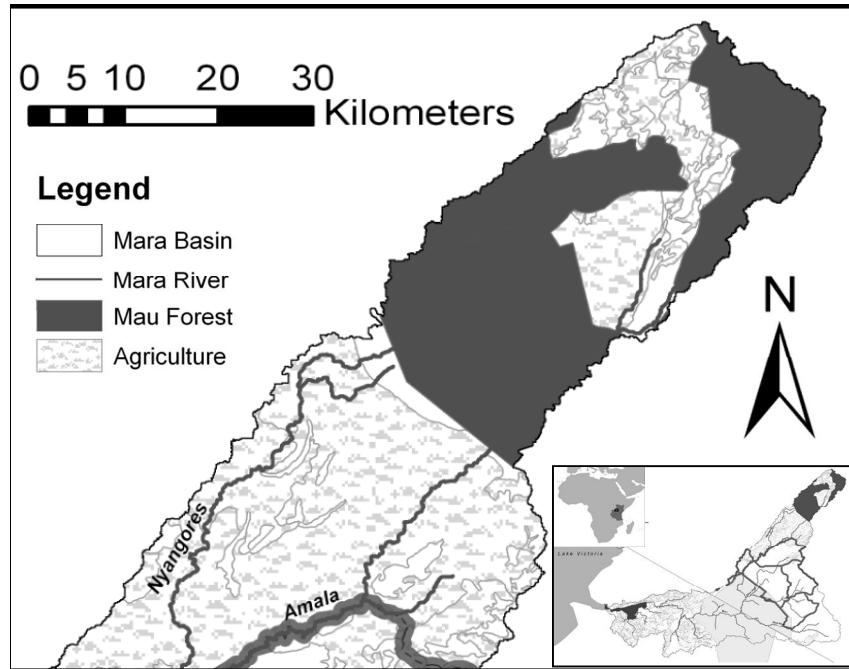 0 5 10 20 30
Kilometers
Legend
Mara Basin
Mara River
Mau Forest
Agriculture
N
Nyangores
Amala
Lake Victoria